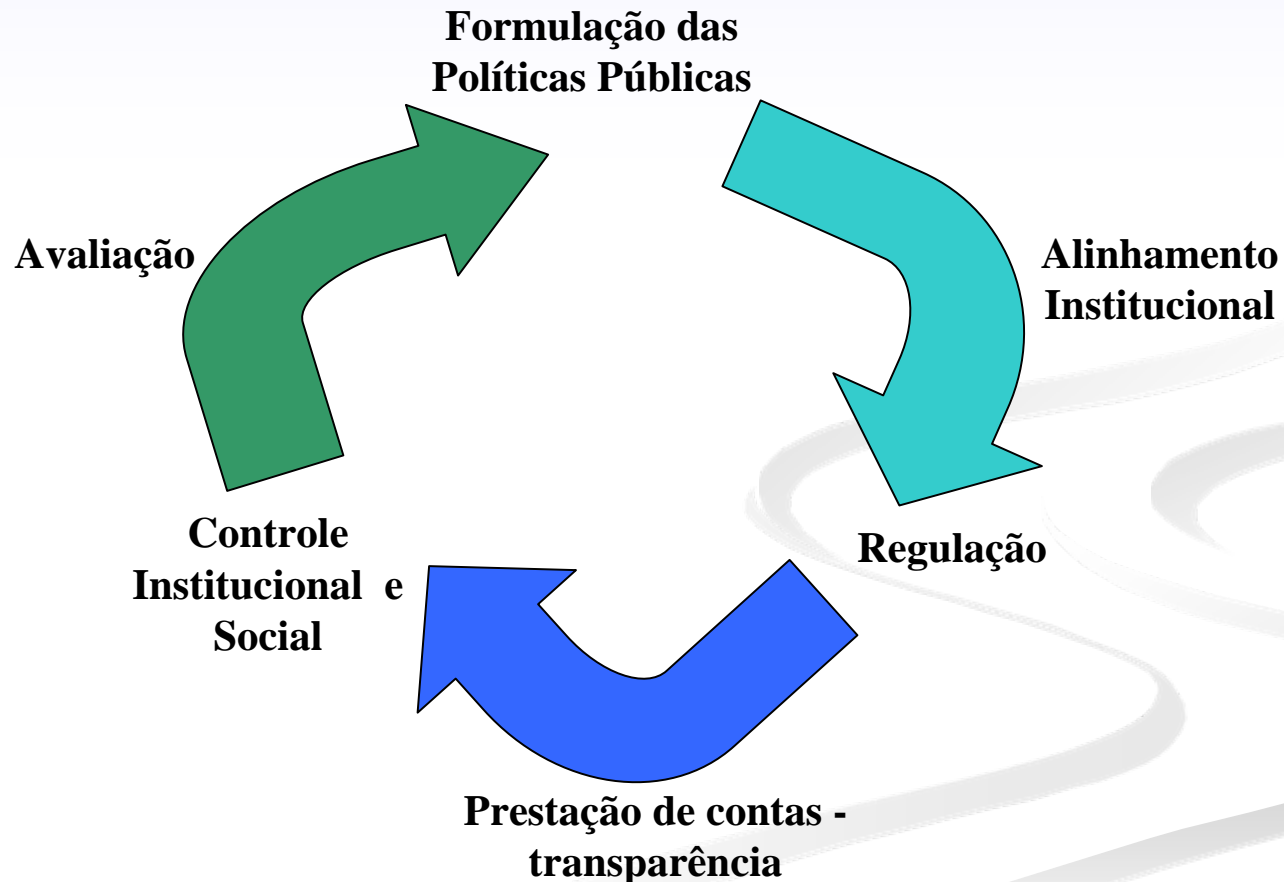 Formulação das
Políticas Públicas
Avaliação
Alinhamento
Institucional
Controle
Institucional e
Social
Regulação
Prestação de contas -
transparência